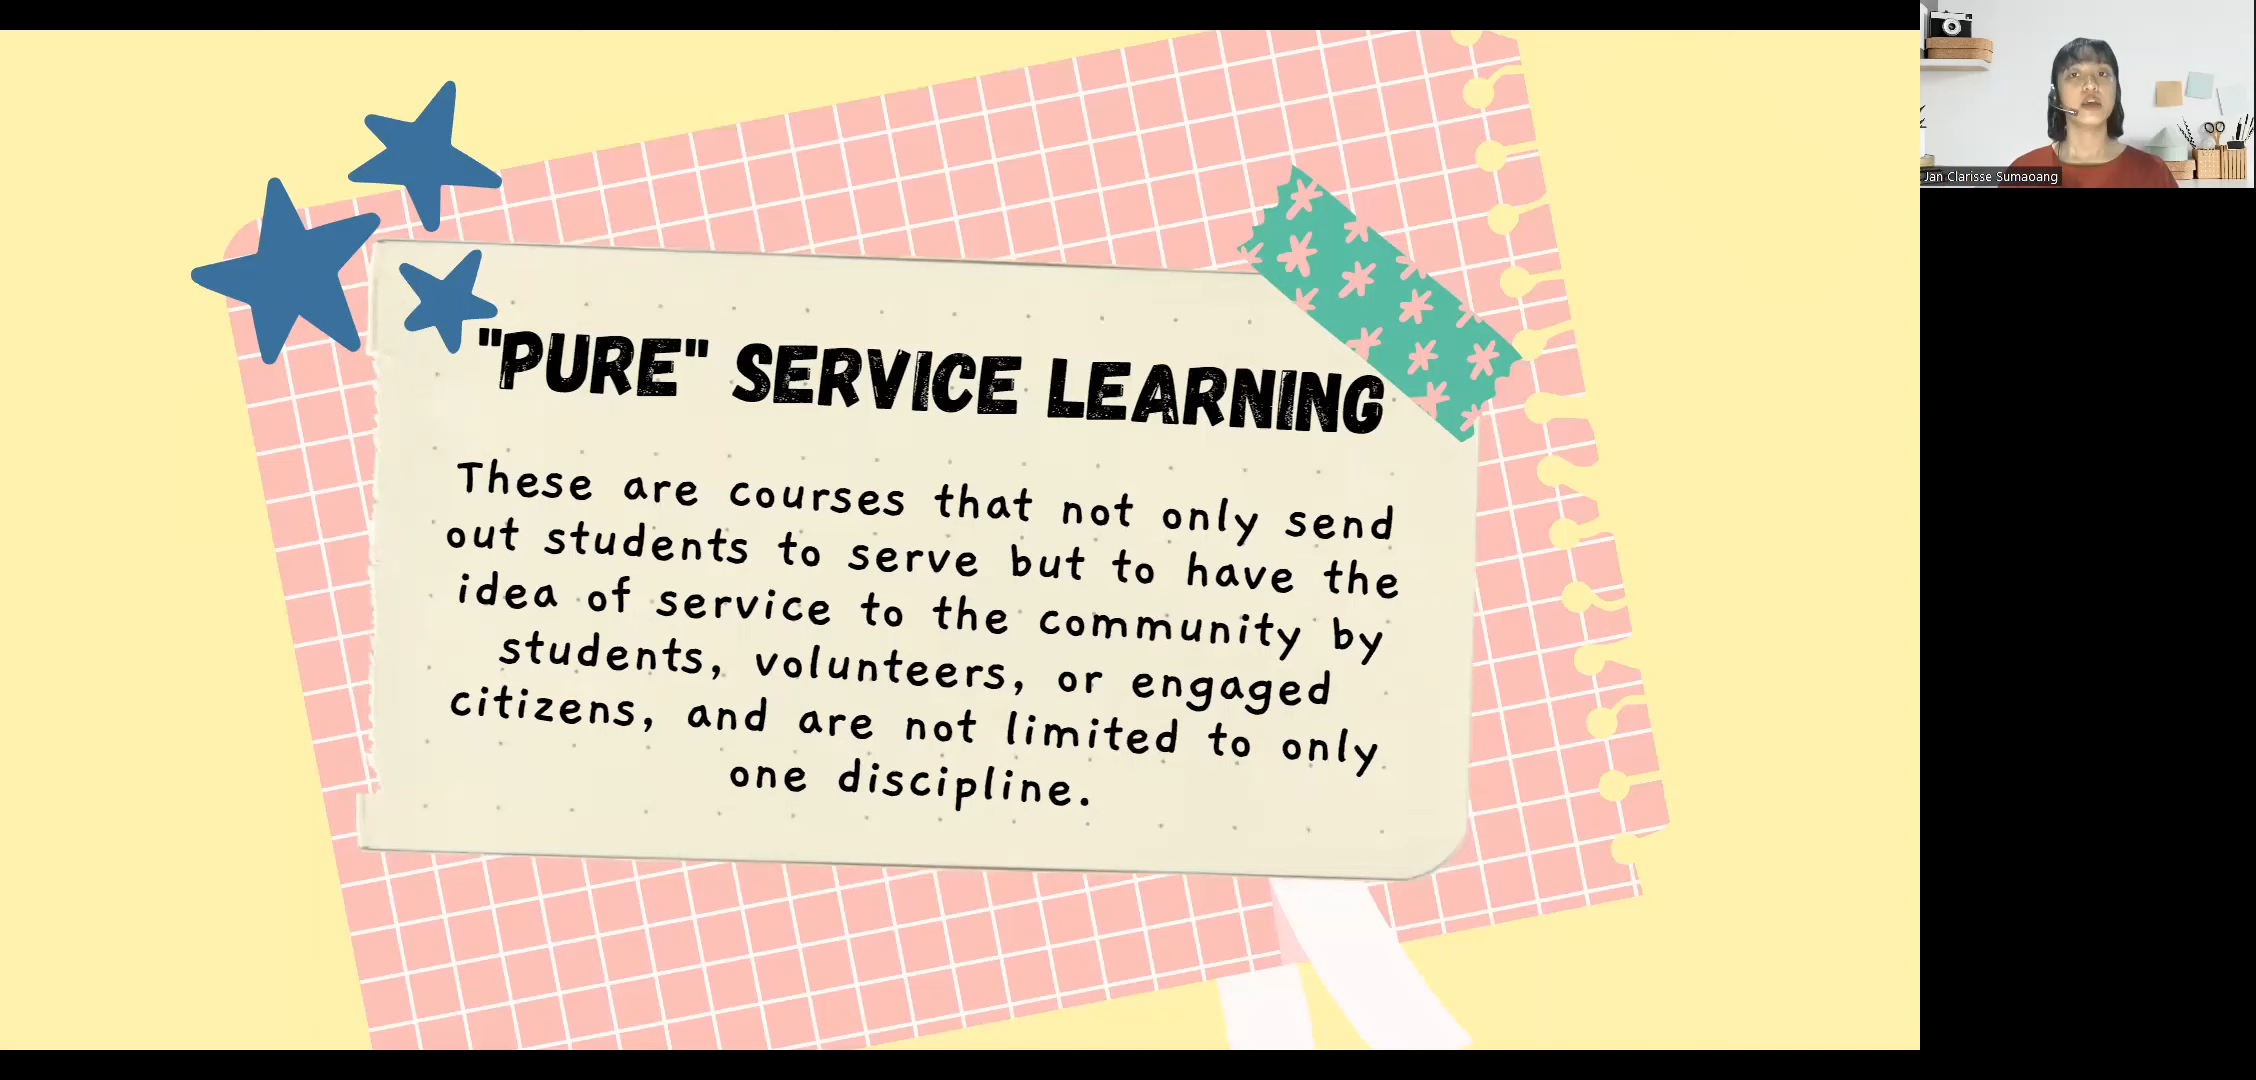 "PURE" SERVICE LEARNING
These are courses that not only send
out students to serve but to have the
idea of service to the community by
students, volunteers, or engaged
citizens, and are not limited to only
one discipline.
Jan Clarisse Sumaoang